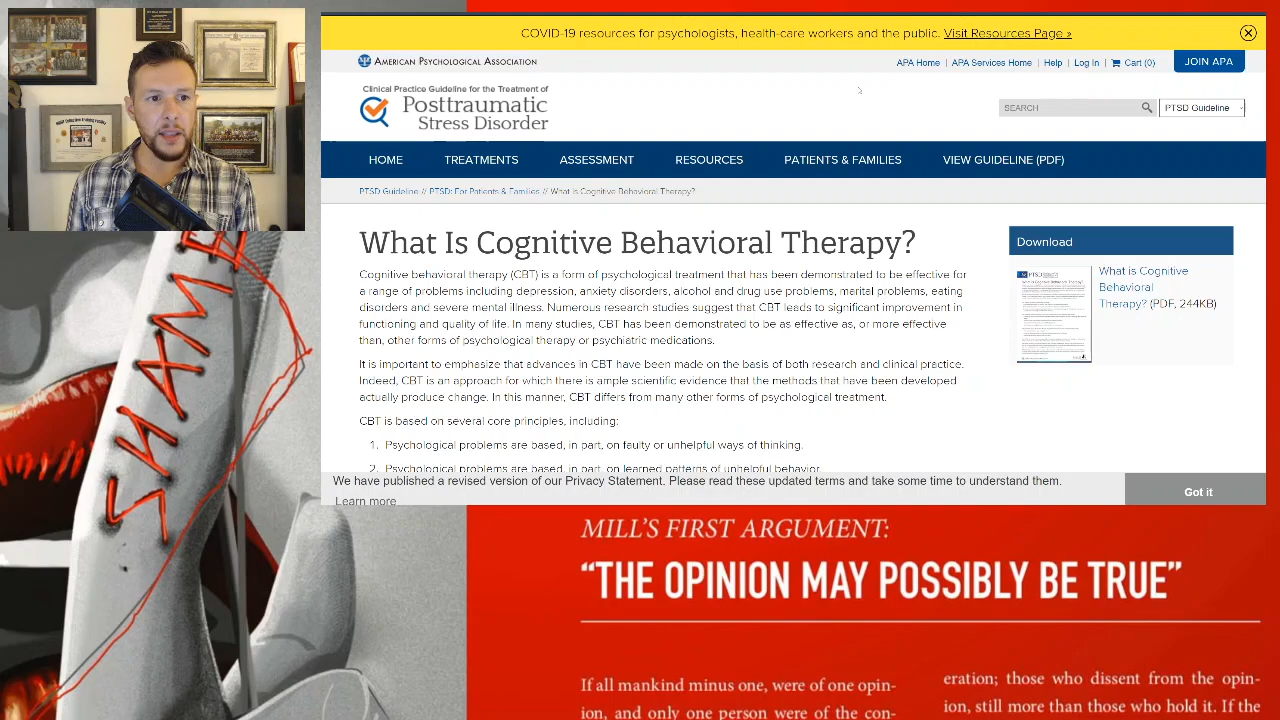 COVID-19 resources for psychologists, health-care workers and the public. Visit Resources Page »
AMERICAN PSYCHOLOGICAL ASSOCIATION
APA Home | APA Services Home | Help | Log In | Cart (0)
JOIN APA
Clinical Practice Guideline for the Treatment of
Posttraumatic
Stress Disorder
SEARCH
PTSD Guideline
HOME TREATMENTS ASSESSMENT RESOURCES PATIENTS & FAMILIES VIEW GUIDELINE (PDF)
PTSD Guideline // PTSD: For Patients & Families // What Is Cognitive Behavioral Therapy?
What Is Cognitive Behavioral Therapy?
Cognitive behavioral therapy (CBT) is a form of psychological treatment that has been demonstrated to be effective for
a range of problems including depression, anxiety disorders, alcohol and drug use problems, marital problems, eating
disorders and severe mental illness. Numerous research studies suggest that CBT leads to significant improvement in
functioning and quality of life. In many studies, CBT has been demonstrated to be as effective as, or more effective
than, other forms of psychological therapy or psychiatric medications.
It is important to emphasize that advances in CBT have been made on the basis of both research and clinical practice.
Indeed, CBT is an approach for which there is ample scientific evidence that the methods that have been developed
actually produce change. In this manner, CBT differs from many other forms of psychological treatment.
CBT is based on several core principles, including:
1. Psychological problems are based, in part, on faulty or unhelpful ways of thinking.
2. Psychological problems are based, in part, on learned patterns of unhelpful behavior.
Download
What is Cognitive
Behavioral
Therapy? (PDF, 244KB)
We have published a revised version of our Privacy Statement. Please read these updated terms and take some time to understand them.
Learn more
Got it
SHAME
MILL'S FIRST ARGUMENT:
“THE OPINION MAY POSSIBLY BE TRUE”
If all mankind minus one, were of one opin-
ion, and only one person were of the con-
eration; those who dissent from the opin-
ion, still more than those who hold it. If the